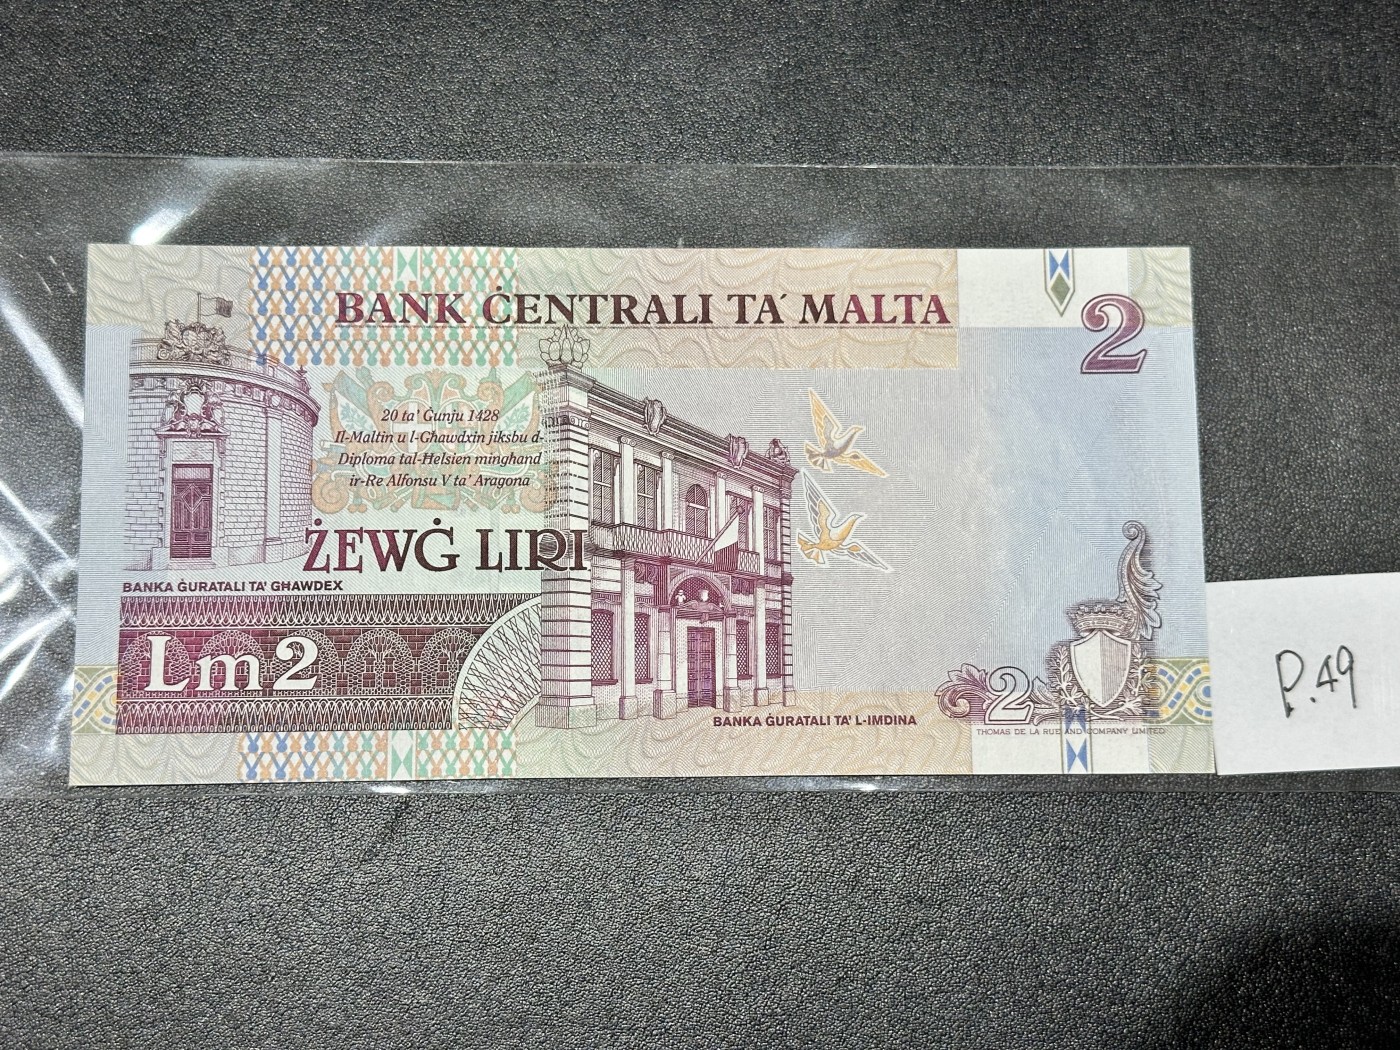 BANK ĊENTRALI TA' MALTA
2
20 ta' Ġunju 1428
Il-Maltin u l-Għawdxin jiksbu d-
Diploma tal-Ħelsien mingħand
ir-Re Alfonsu V ta' Aragona
ŻEWĠ LIRI
BANKA ĠURATALI TA' GĦAWDEX
Lm2
BANKA ĠURATALI TA' L-IMDINA
2
THOMAS DE LA RUE AND COMPANY LIMITED
P.49